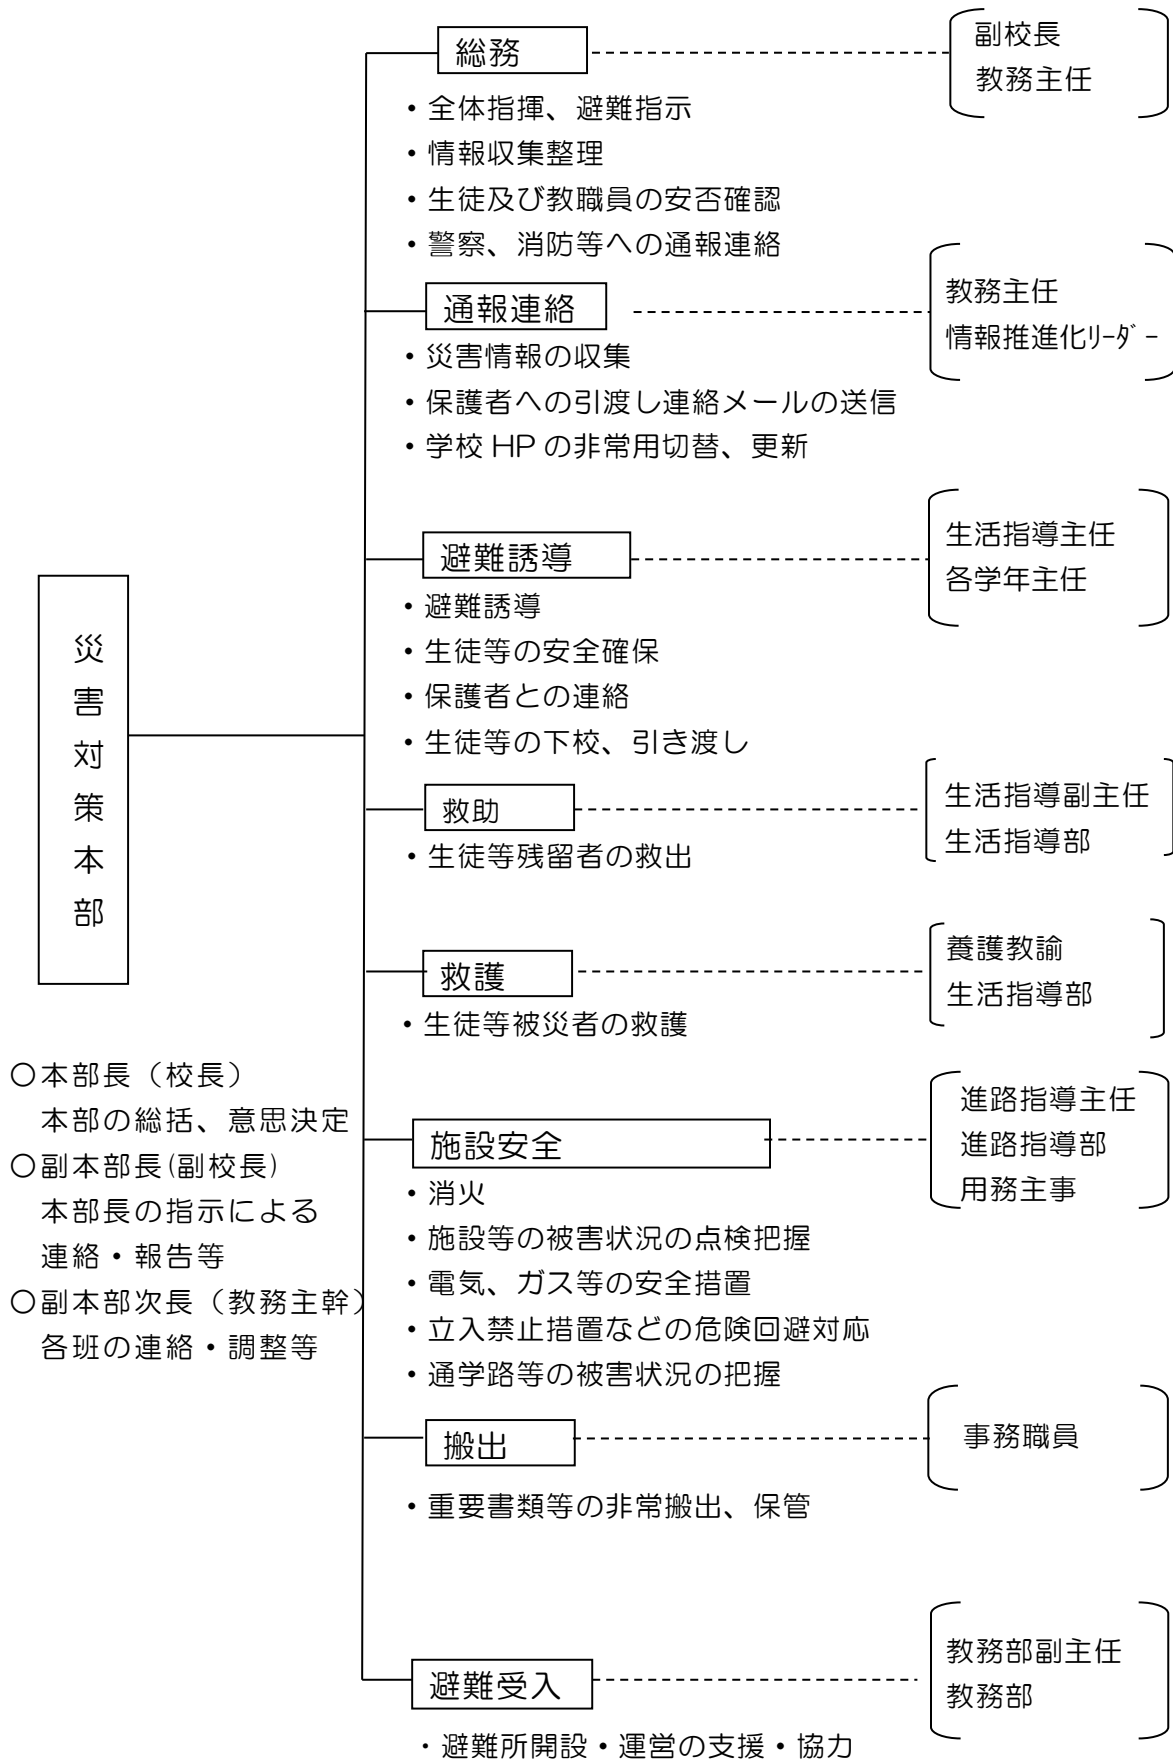 総務
副校長
教務主任
・全体指揮、避難指示
・情報収集整理
・生徒及び教職員の安否確認
・警察、消防等への通報連絡
通報連絡
教務主任
情報推進化ﾘｰﾀﾞｰ
・災害情報の収集
・保護者への引渡し連絡メールの送信
・学校 HP の非常用切替、更新
避難誘導
生活指導主任
各学年主任
・避難誘導
・生徒等の安全確保
・保護者との連絡
・生徒等の下校、引き渡し
災害対策本部
救助
生活指導副主任
生活指導部
・生徒等残留者の救出
救護
養護教諭
生活指導部
・生徒等被災者の救護
○本部長（校長）
本部の総括、意思決定
○副本部長(副校長)
本部長の指示による
連絡・報告等
○副本部次長（教務主幹）
各班の連絡・調整等
施設安全
進路指導主任
進路指導部
用務主事
・消火
・施設等の被害状況の点検把握
・電気、ガス等の安全措置
・立入禁止措置などの危険回避対応
・通学路等の被害状況の把握
搬出
事務職員
・重要書類等の非常搬出、保管
避難受入
教務部副主任
教務部
・避難所開設・運営の支援・協力